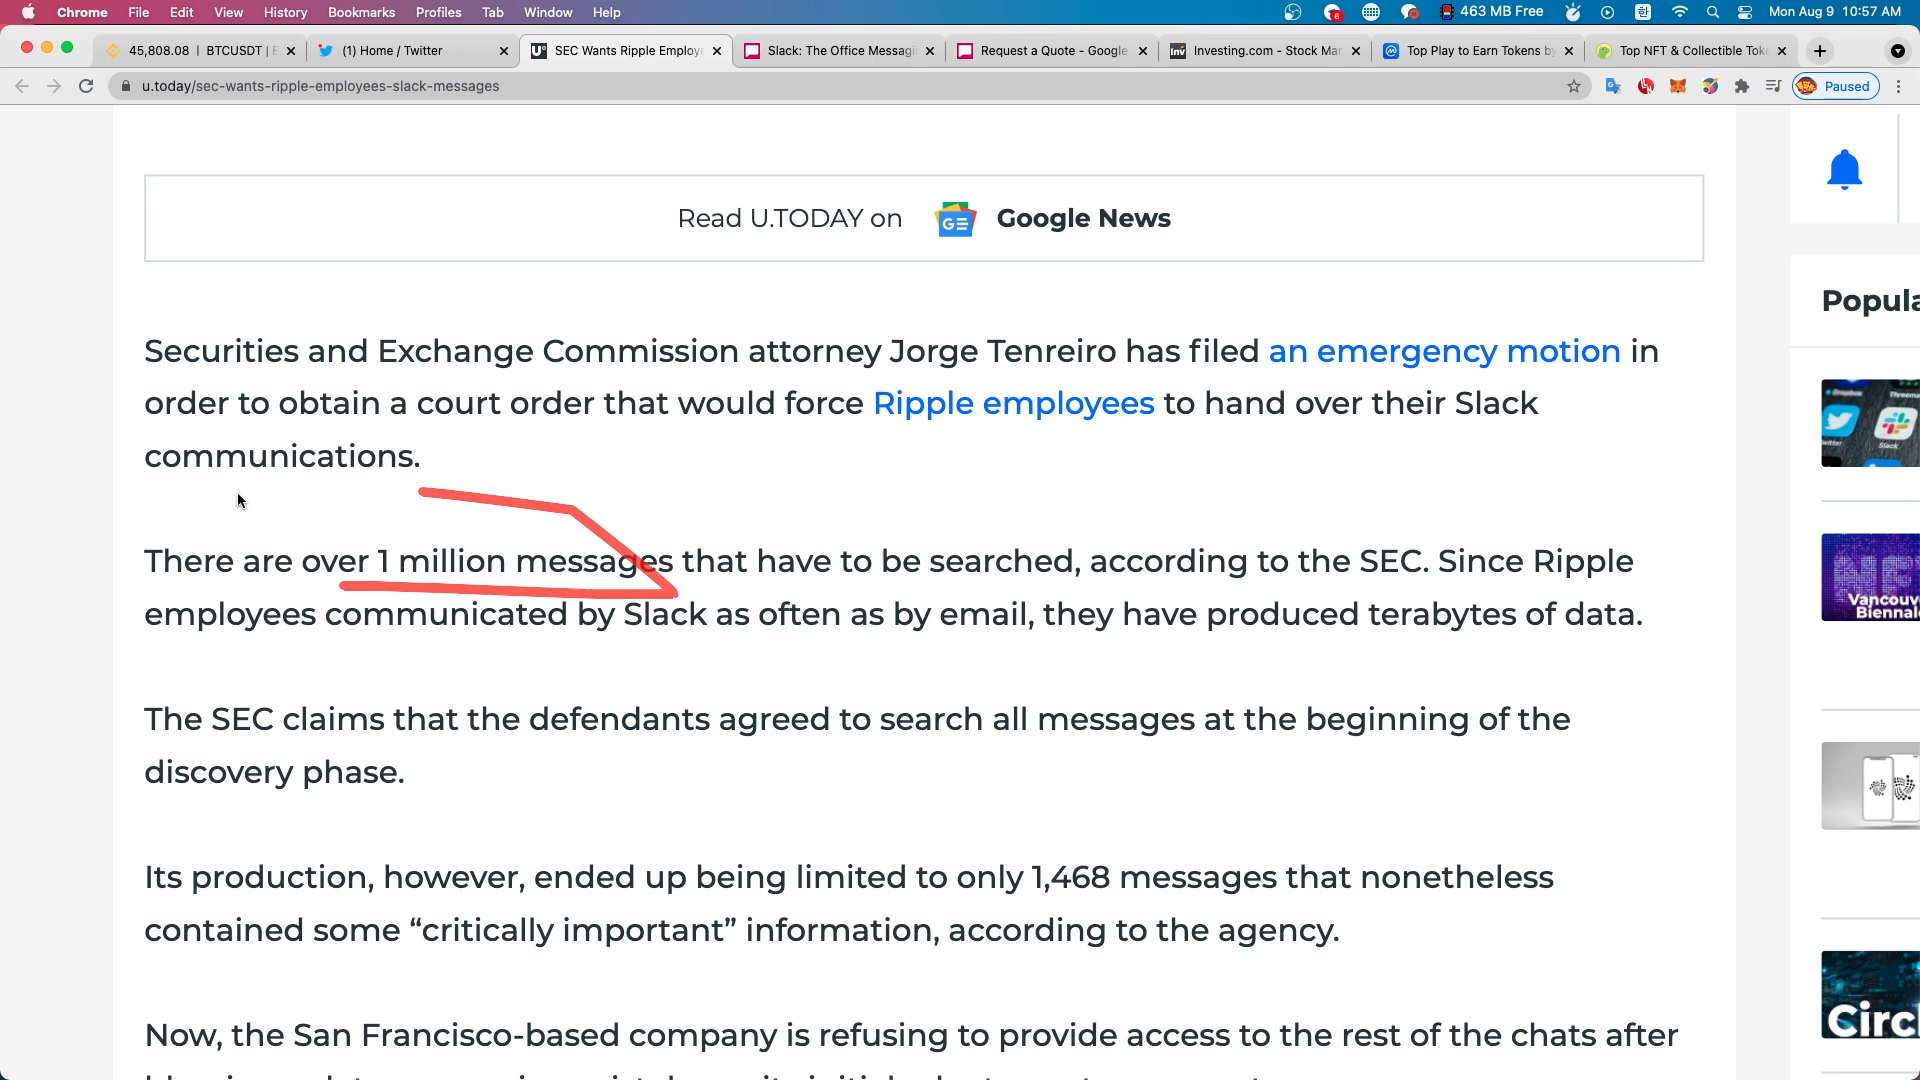 Chrome File Edit View History Bookmarks Profiles Tab Window Help 463 MB Free 한 Mon Aug 9 10:57 AM
45,808.08 | BTCUSDT | (1) Home / Twitter SEC Wants Ripple Employe Slack: The Office Messagi Request a Quote - Google Investing.com - Stock Mar Top Play to Earn Tokens by Top NFT & Collectible Toke
u.today/sec-wants-ripple-employees-slack-messages Paused
Read U.TODAY on Google News
Securities and Exchange Commission attorney Jorge Tenreiro has filed an emergency motion in
order to obtain a court order that would force Ripple employees to hand over their Slack
communications.
There are over 1 million messages that have to be searched, according to the SEC. Since Ripple
employees communicated by Slack as often as by email, they have produced terabytes of data.
The SEC claims that the defendants agreed to search all messages at the beginning of the
discovery phase.
Its production, however, ended up being limited to only 1,468 messages that nonetheless
contained some “critically important” information, according to the agency.
Now, the San Francisco-based company is refusing to provide access to the rest of the chats after
Popula
Slack
Vancouv
Biennal
Circ